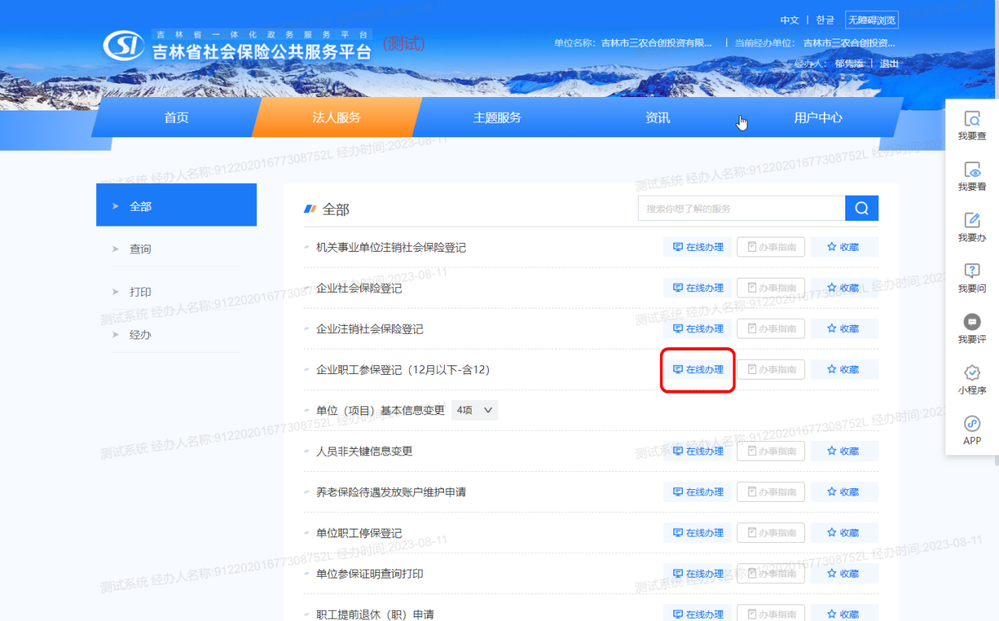 中文 | 한글 无障碍浏览
吉林省一体化政务服务平台
吉林省社会保险公共服务平台
(测试)
单位名称：吉林市三农合创投资有限... | 当前经办单位：吉林市三农合创投资...
经办人：郁隽添 | 退出
首页 法人服务 主题服务 资讯 用户中心
测试系统 经办人名称:91220201677308752L 经办时间:2023-08-11
全部
查询
打印
经办
全部 搜索你想了解的服务
机关事业单位注销社会保险登记 在线办理 办事指南 收藏
企业社会保险登记 在线办理 办事指南 收藏
企业注销社会保险登记 在线办理 办事指南 收藏
企业职工参保登记（12月以下-含12） 在线办理 办事指南 收藏
单位（项目）基本信息变更 4项
人员非关键信息变更 在线办理 办事指南 收藏
养老保险待遇发放账户维护申请 在线办理 办事指南 收藏
单位职工停保登记 在线办理 办事指南 收藏
单位参保证明查询打印 在线办理 办事指南 收藏
职工提前退休（职）申请 在线办理 办事指南 收藏
我要查
我要看
我要办
我要问
我要评
小程序
APP